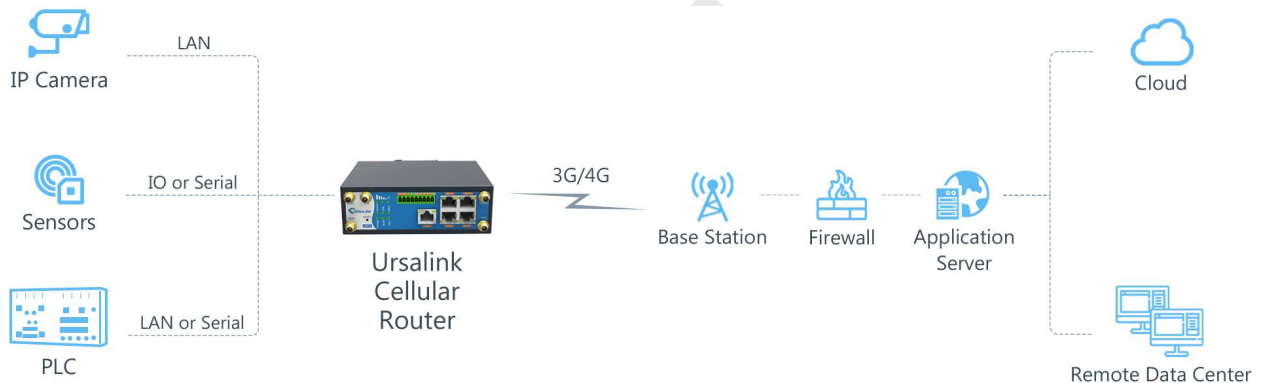 LAN
IP Camera
IO or Serial
Sensors
LAN or Serial
PLC
Ursalink
Cellular
Router
3G/4G
Base Station
Firewall
Application
Server
Cloud
Remote Data Center